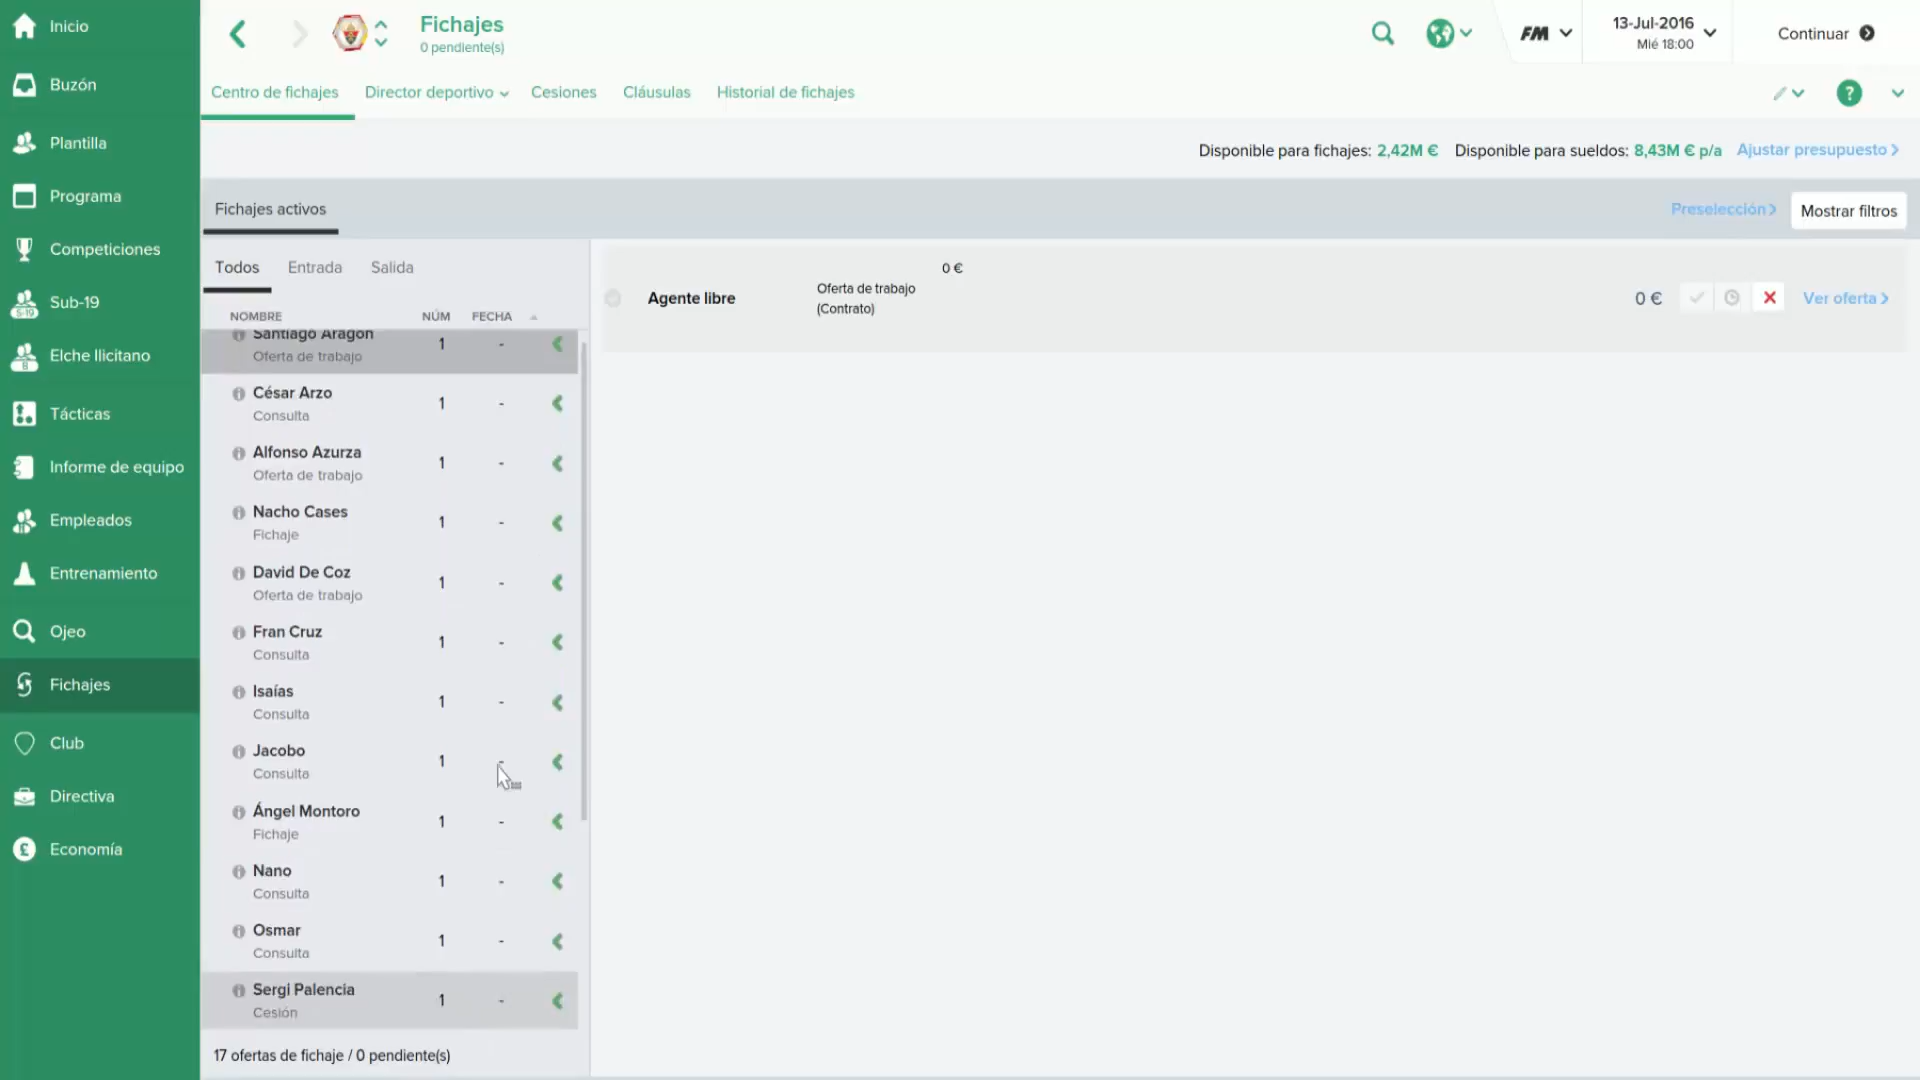 Inicio
Buzón
Plantilla
Programa
Competiciones
Sub-19
Elche Ilicitano
Tácticas
Informe de equipo
Empleados
Entrenamiento
Ojeo
Fichajes
Club
Directiva
Economía
Fichajes
0 pendiente(s)
FM
13-Jul-2016
Mié 18:00
Continuar
Centro de fichajes Director deportivo Cesiones Cláusulas Historial de fichajes
?
Disponible para fichajes: 2,42M € Disponible para sueldos: 8,43M € p/a Ajustar presupuesto
Fichajes activos
Preselección
Mostrar filtros
Todos Entrada Salida
NOMBRE NÚM FECHA
Santiago Aragón 1 -
Oferta de trabajo
César Arzo 1 -
Consulta
Alfonso Azurza 1 -
Oferta de trabajo
Nacho Cases 1 -
Fichaje
David De Coz 1 -
Oferta de trabajo
Fran Cruz 1 -
Consulta
Isaías 1 -
Consulta
Jacobo 1 -
Consulta
Ángel Montoro 1 -
Fichaje
Nano 1 -
Consulta
Osmar 1 -
Consulta
Sergi Palencia 1 -
Cesión
17 ofertas de fichaje / 0 pendiente(s)
0 €
Agente libre
Oferta de trabajo
(Contrato)
0 €
Ver oferta